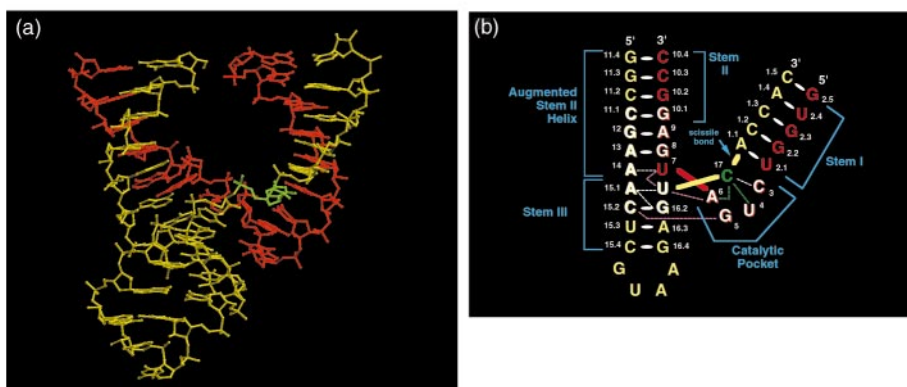 (a)
(b)
5' 3'
11.4 G C 10.4
11.3 G C 10.3
11.2 C G 10.2
11.1 C G 10.1
12 G A 9
13 A G 8
14 A U 7
15.1 A U
15.2 C G 16.2
15.3 U A 16.3
15.4 C G 16.4
G A
U A
Stem
II
Augmented
Stem II
Helix
Stem III
scissile
bond
3'
5'
1.5 C G 2.5
1.4 A U 2.4
1.3 C G 2.3
1.2 C G 2.2
1.1 A U 2.1
17 C
C 3
U 4
G 5
A 6
Stem I
Catalytic
Pocket